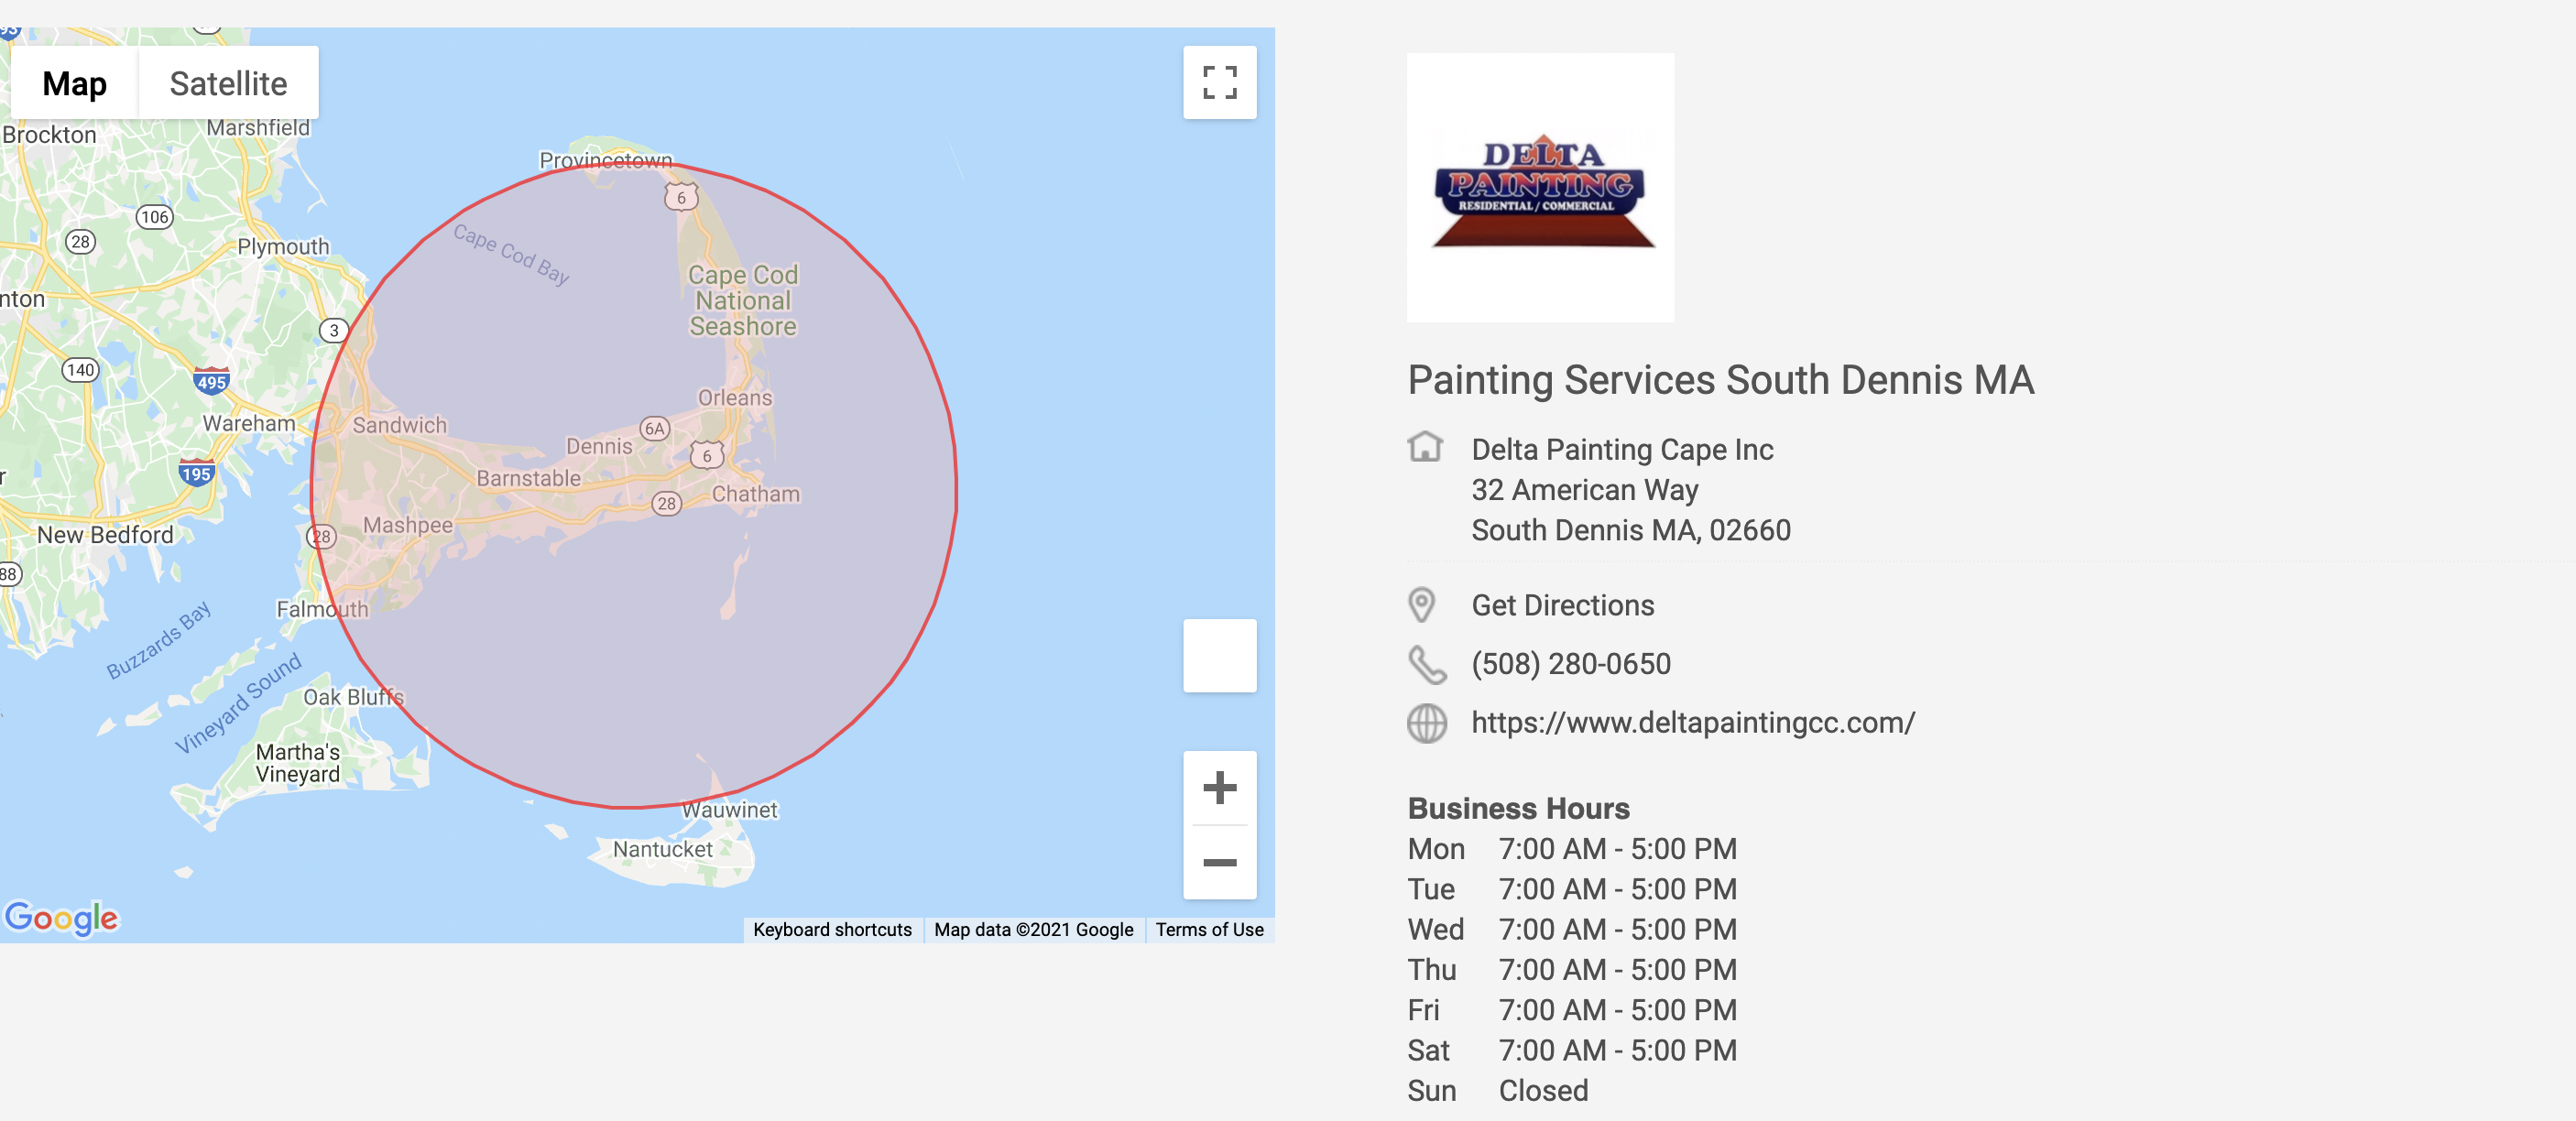 93
Map
Satellite
Brockton
Marshfield
Provincetown
6
106
28
Plymouth
Cape Cod Bay
Cape Cod
National
Seashore
nton
3
140
495
Orleans
Wareham
Sandwich
6A
Dennis
6
195
Barnstable
Chatham
28
Mashpee
New Bedford
28
88
Falmouth
Buzzards Bay
Vineyard Sound
Oak Bluffs
Martha's
Vineyard
Wauwinet
Nantucket
Google
Keyboard shortcuts
Map data ©2021 Google
Terms of Use
DELTA
PAINTING
RESIDENTIAL / COMMERCIAL
Painting Services South Dennis MA
Delta Painting Cape Inc
32 American Way
South Dennis MA, 02660
Get Directions
(508) 280-0650
https://www.deltapaintingcc.com/
Business Hours
Mon 7:00 AM - 5:00 PM
Tue 7:00 AM - 5:00 PM
Wed 7:00 AM - 5:00 PM
Thu 7:00 AM - 5:00 PM
Fri 7:00 AM - 5:00 PM
Sat 7:00 AM - 5:00 PM
Sun Closed